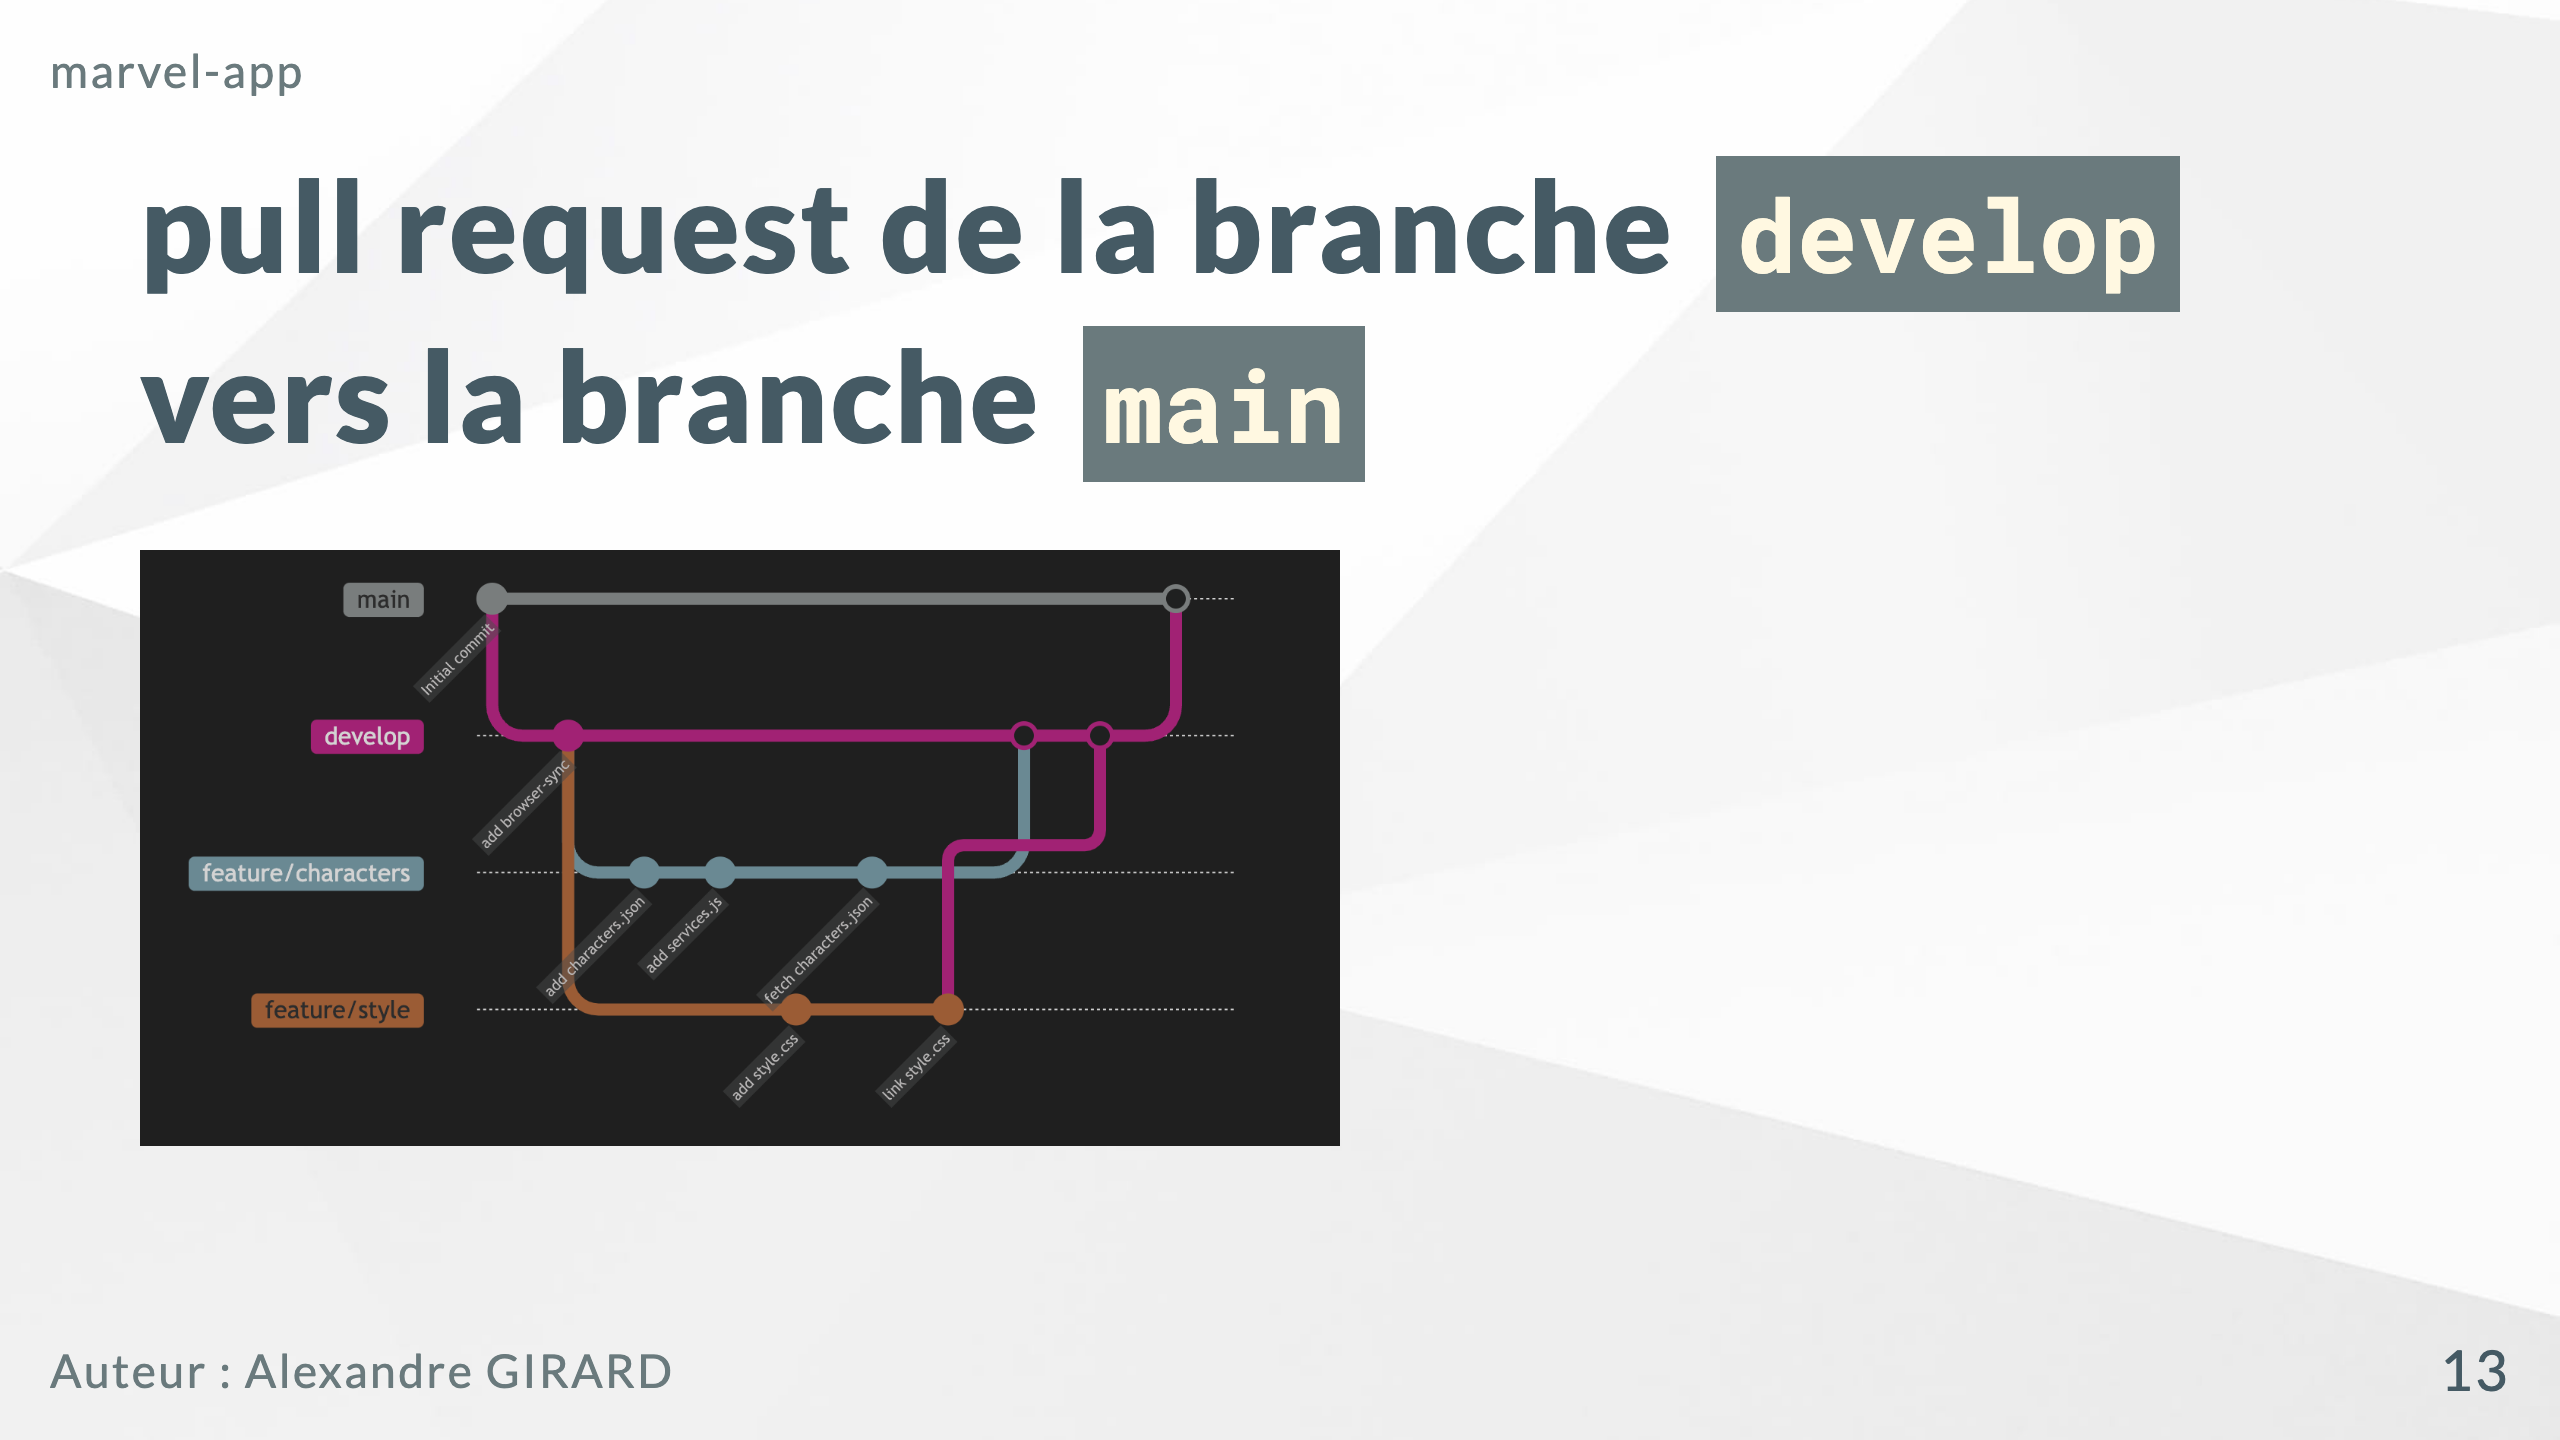 marvel-app
pull request de la branche develop
vers la branche main
main
Initial commit
develop
add browser-sync
feature/characters
add characters.json
add services.js
fetch characters.json
feature/style
add style.css
link style.css
Auteur : Alexandre GIRARD
13